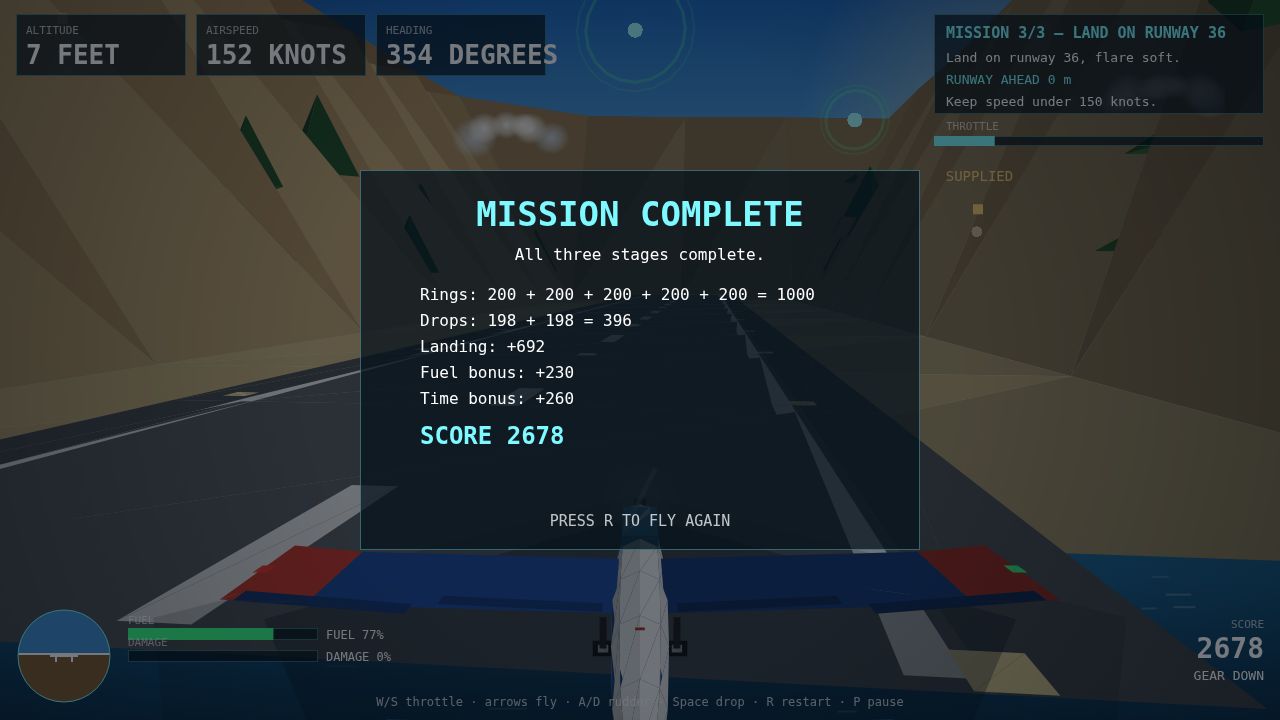 ALTITUDE
7 FEET
AIRSPEED
152 KNOTS
HEADING
354 DEGREES
MISSION 3/3 — LAND ON RUNWAY 36
Land on runway 36, flare soft.
RUNWAY AHEAD 0 m
Keep speed under 150 knots.
THROTTLE
SUPPLIED
MISSION COMPLETE
All three stages complete.
Rings: 200 + 200 + 200 + 200 + 200 = 1000
Drops: 198 + 198 = 396
Landing: +692
Fuel bonus: +230
Time bonus: +260
SCORE 2678
PRESS R TO FLY AGAIN
FUEL
FUEL 77%
DAMAGE
DAMAGE 0%
SCORE
2678
GEAR DOWN
W/S throttle · arrows fly · A/D rudder · Space drop · R restart · P pause